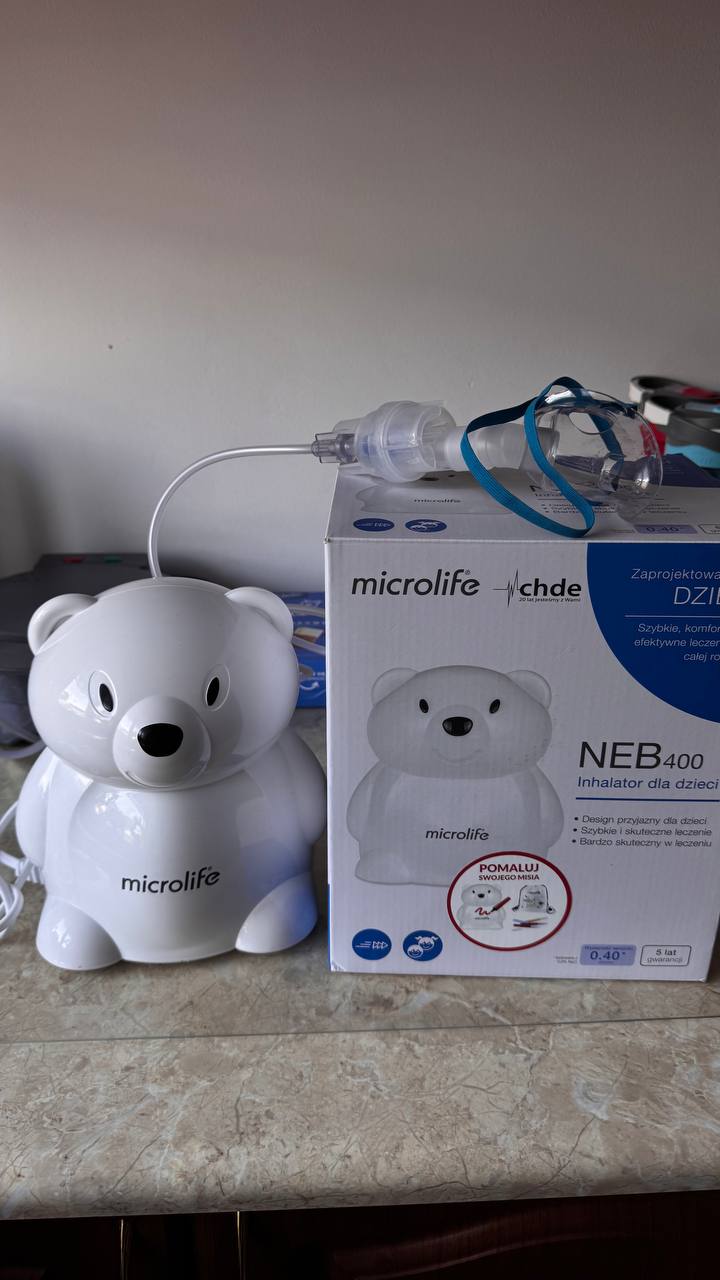 microlife
microlife
chde
20 lat jesteśmy z Wami
Zaprojektowa
DZIE
Szybkie, komfor
efektywne leczen
całej ro
NEB400
Inhalator dla dzieci
• Design przyjazny dla dzieci
• Szybkie i skuteczne leczenie
• Bardzo skuteczny w leczeniu
microlife
microlife
POMALUJ
SWOJEGO MISIA
0.40*
5 lat
gwarancji
0.40*